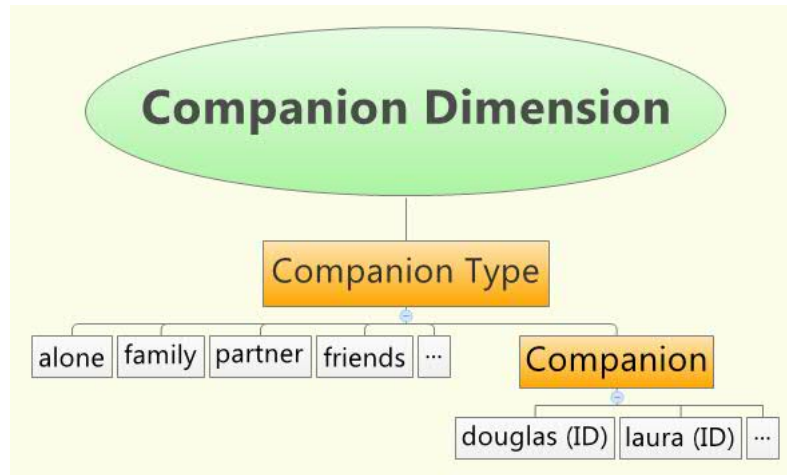 Companion Dimension
Companion Type
alone family partner friends ...
Companion
douglas (ID) laura (ID) ...